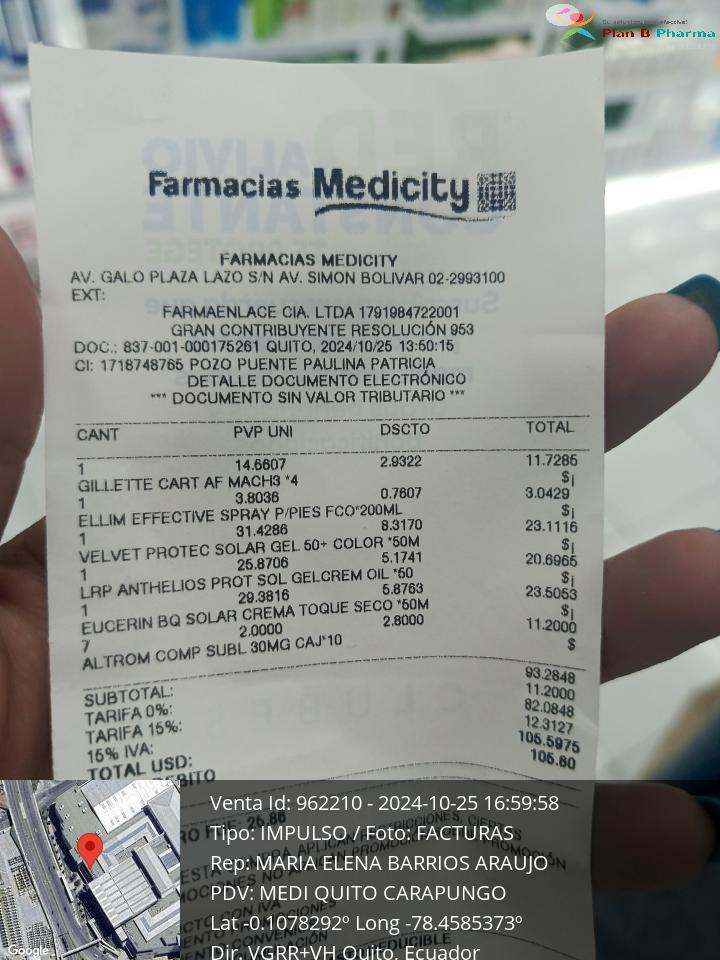 Su solución más efectiva!
Plan B Pharma
Farmacias Medicity
FARMACIAS MEDICITY
AV. GALO PLAZA LAZO S/N AV. SIMON BOLIVAR 02-2993100
EXT:
FARMAENLACE CIA. LTDA 1791984722001
GRAN CONTRIBUYENTE RESOLUCIÓN 953
DOC.: 837-001-000175261 QUITO, 2024/10/25 13:50:15
CI: 1718748765 POZO PUENTE PAULINA PATRICIA
DETALLE DOCUMENTO ELECTRÓNICO
*** DOCUMENTO SIN VALOR TRIBUTARIO ***
CANT PVP UNI DSCTO TOTAL
1 14.6607 2.9322 11.7285
GILLETTE CART AF MACH3 *4 $¡
1 3.8036 0.7607 3.0429
ELLIM EFFECTIVE SPRAY P/PIES FCO*200ML $¡
1 31.4286 8.3170 23.1116
VELVET PROTEC SOLAR GEL 50+ COLOR *50M $¡
1 25.8706 5.1741 20.6965
LRP ANTHELIOS PROT SOL GELCREM OIL *50 $¡
1 29.3816 5.8763 23.5053
EUCERIN BQ SOLAR CREMA TOQUE SECO *50M $¡
7 2.0000 2.8000 11.2000
ALTROM COMP SUBL 30MG CAJ*10 $
SUBTOTAL: 93.2848
TARIFA 0%: 11.2000
TARIFA 15%: 82.0848
15% IVA: 12.3127
TOTAL USD: 105.5975
105.60
Venta Id: 962210 - 2024-10-25 16:59:58
Tipo: IMPULSO / Foto: FACTURAS
Rep: MARIA ELENA BARRIOS ARAUJO
PDV: MEDI QUITO CARAPUNGO
Lat -0.1078292º Long -78.4585373º
Dir. VGRR+VH Quito, Ecuador
Google